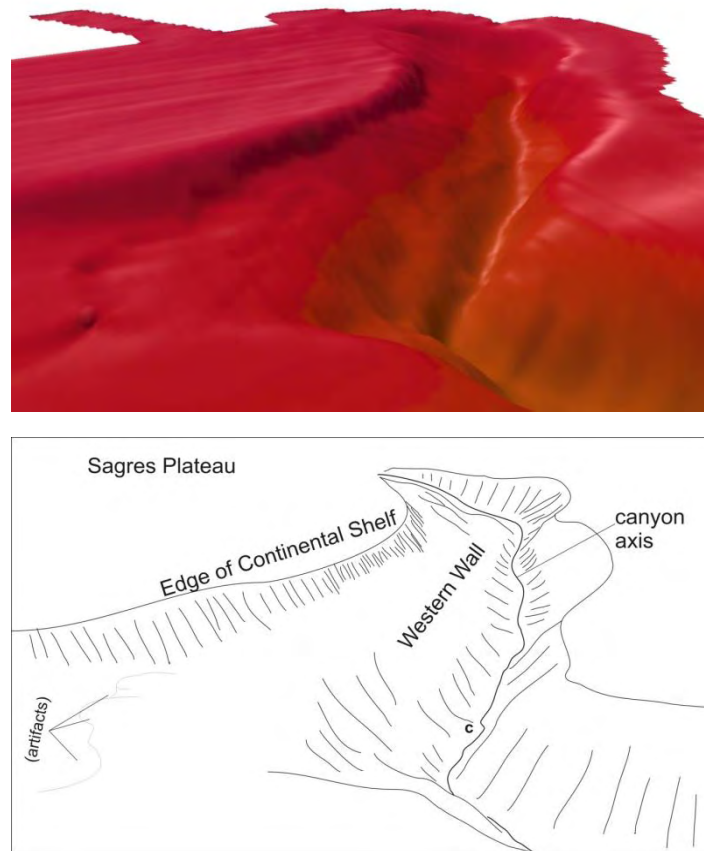 Sagres Plateau
Edge of Continental Shelf
canyon
axis
Western Wall
(artifacts)
c